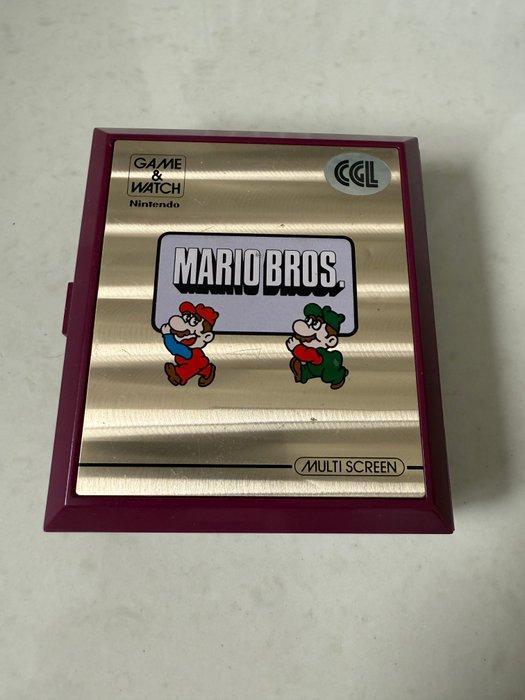 GAME
&
WATCH
Nintendo
CGL
MARIO BROS.
MULTI SCREEN